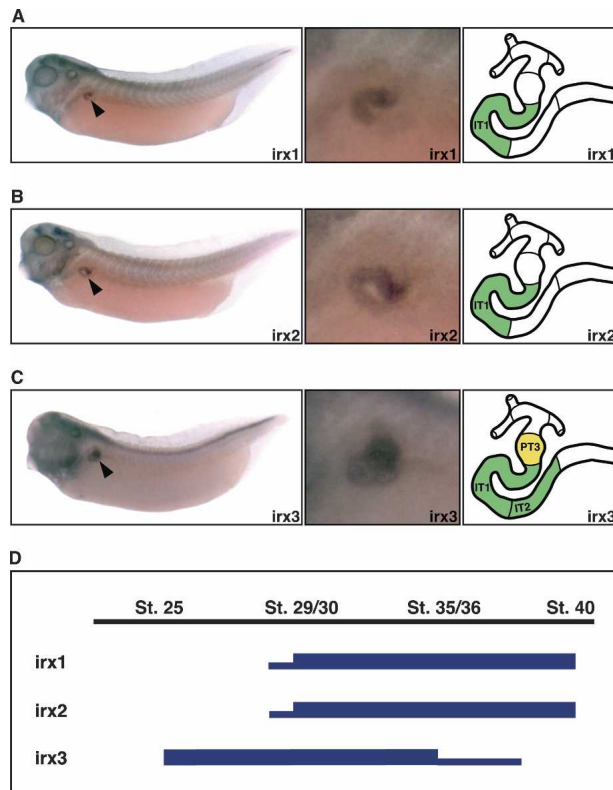 A
irx1
irx1
IT1
irx1
B
irx2
irx2
IT1
irx2
C
irx3
irx3
PT3
IT1
IT2
irx3
D
St. 25 St. 29/30 St. 35/36 St. 40
irx1
irx2
irx3